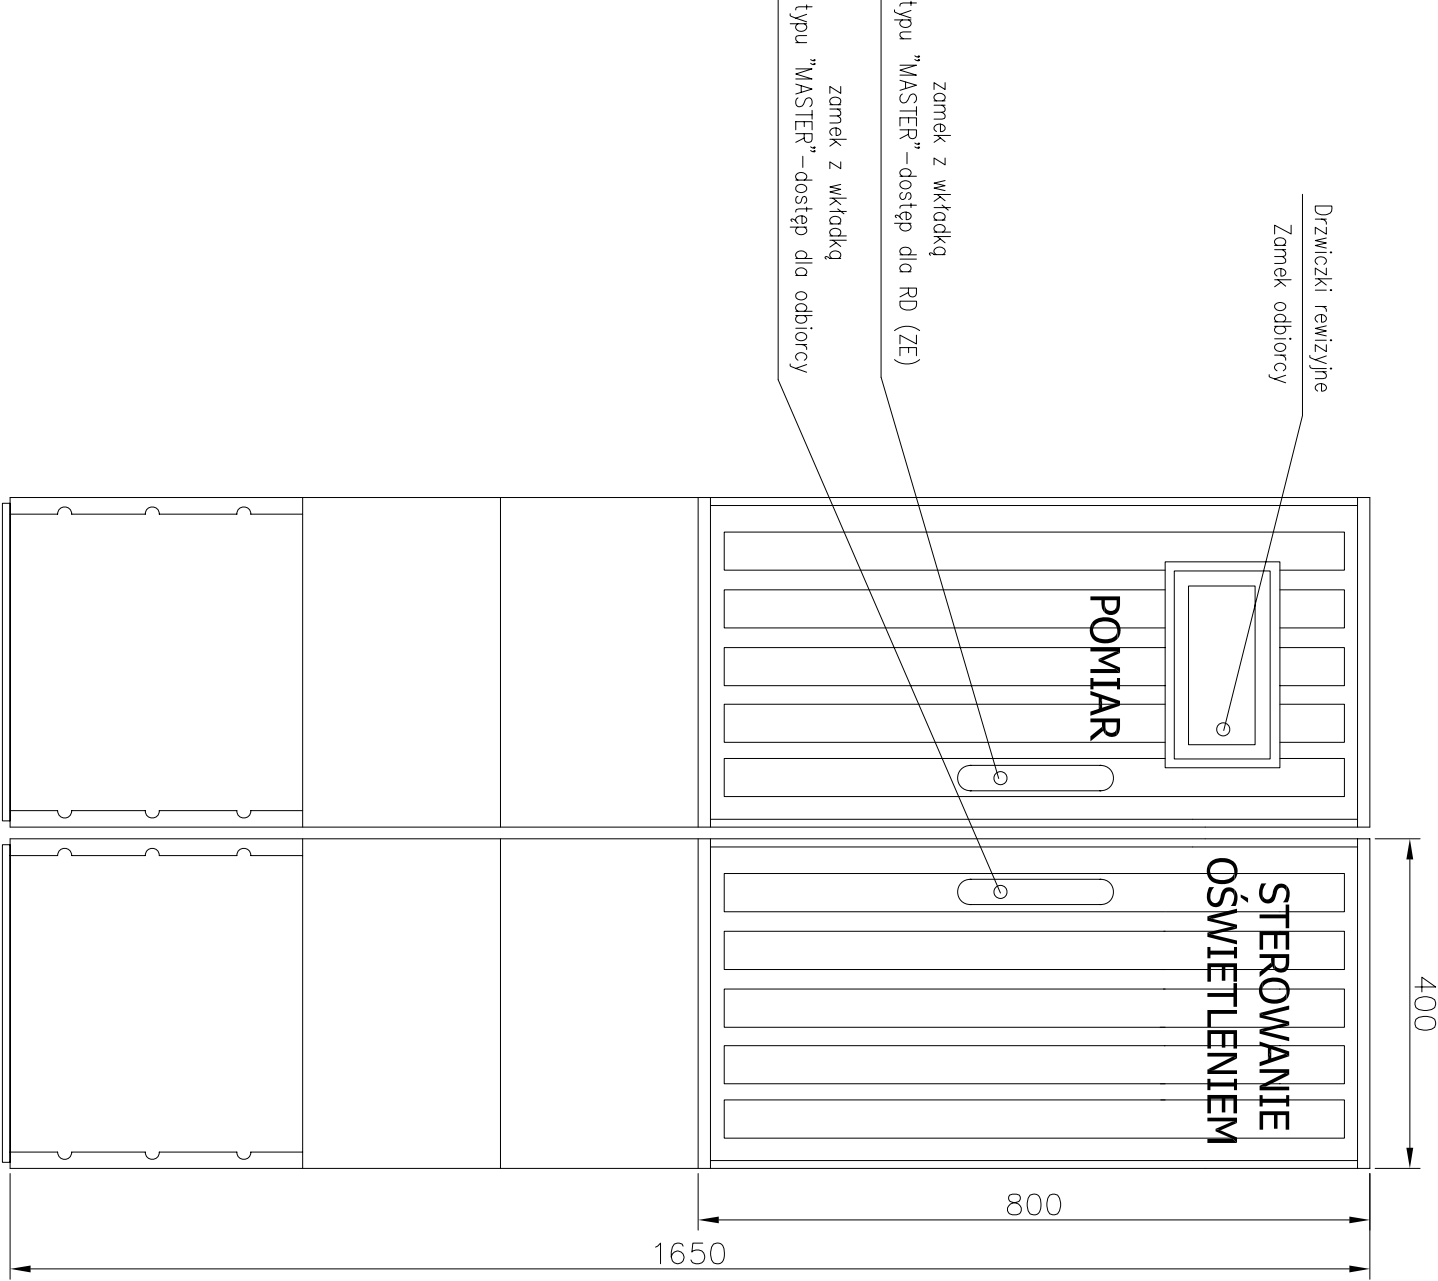 Drzwiczki rewizyjne
Zamek odbiorcy
zamek z wkładką
typu "MASTER"-dostęp dla RD (ZE)
zamek z wkładką
typu "MASTER"-dostęp dla odbiorcy
POMIAR
STEROWANIE
OŚWIETLENIEM
400
800
1650